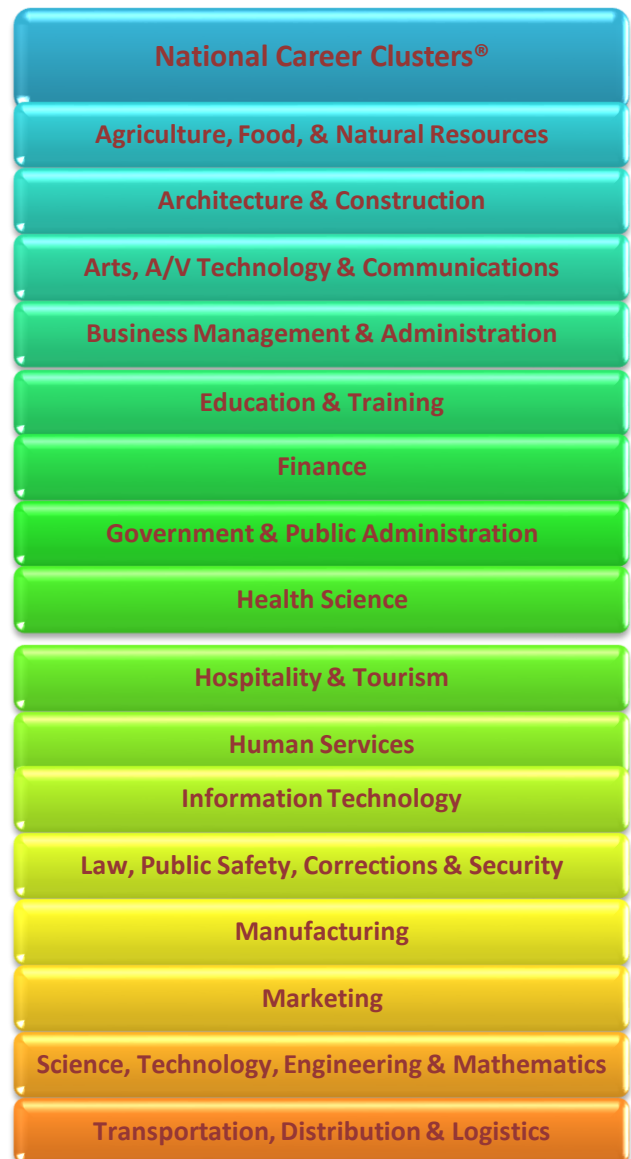 National Career Clusters®
Agriculture, Food, & Natural Resources
Architecture & Construction
Arts, A/V Technology & Communications
Business Management & Administration
Education & Training
Finance
Government & Public Administration
Health Science
Hospitality & Tourism
Human Services
Information Technology
Law, Public Safety, Corrections & Security
Manufacturing
Marketing
Science, Technology, Engineering & Mathematics
Transportation, Distribution & Logistics